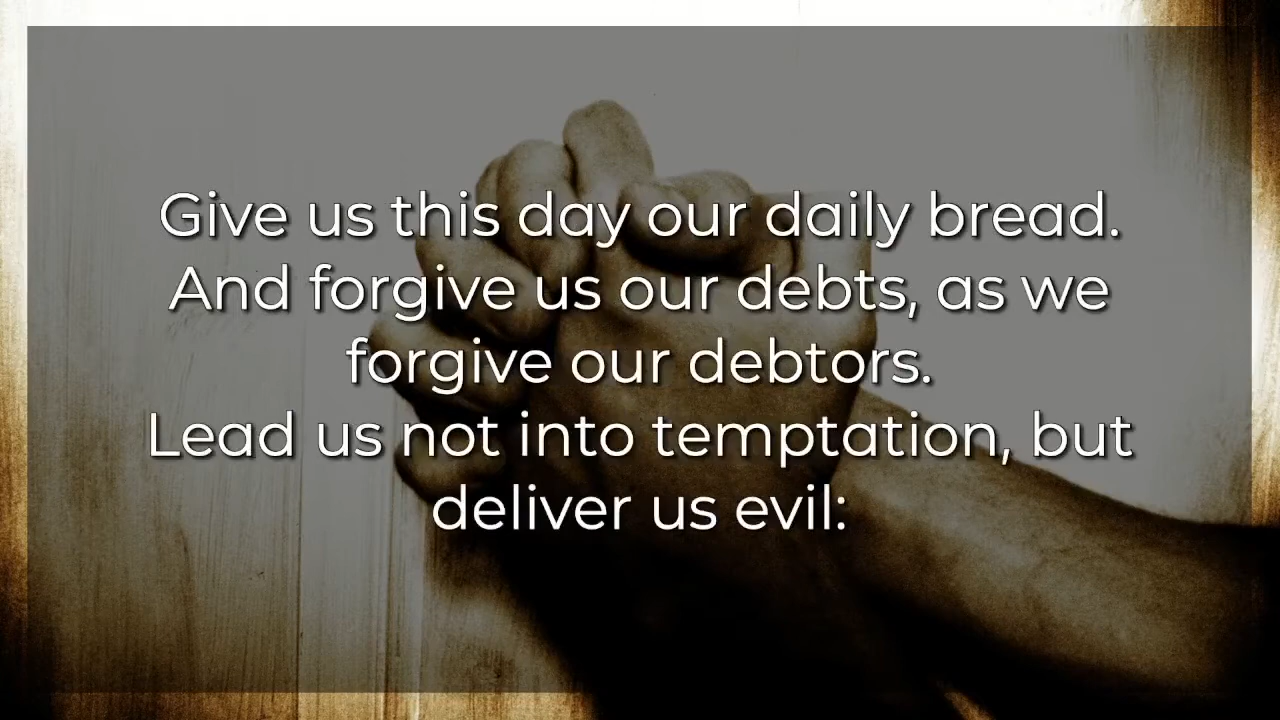 Give us this day our daily bread.
And forgive us our debts, as we
forgive our debtors.
Lead us not into temptation, but
deliver us evil: